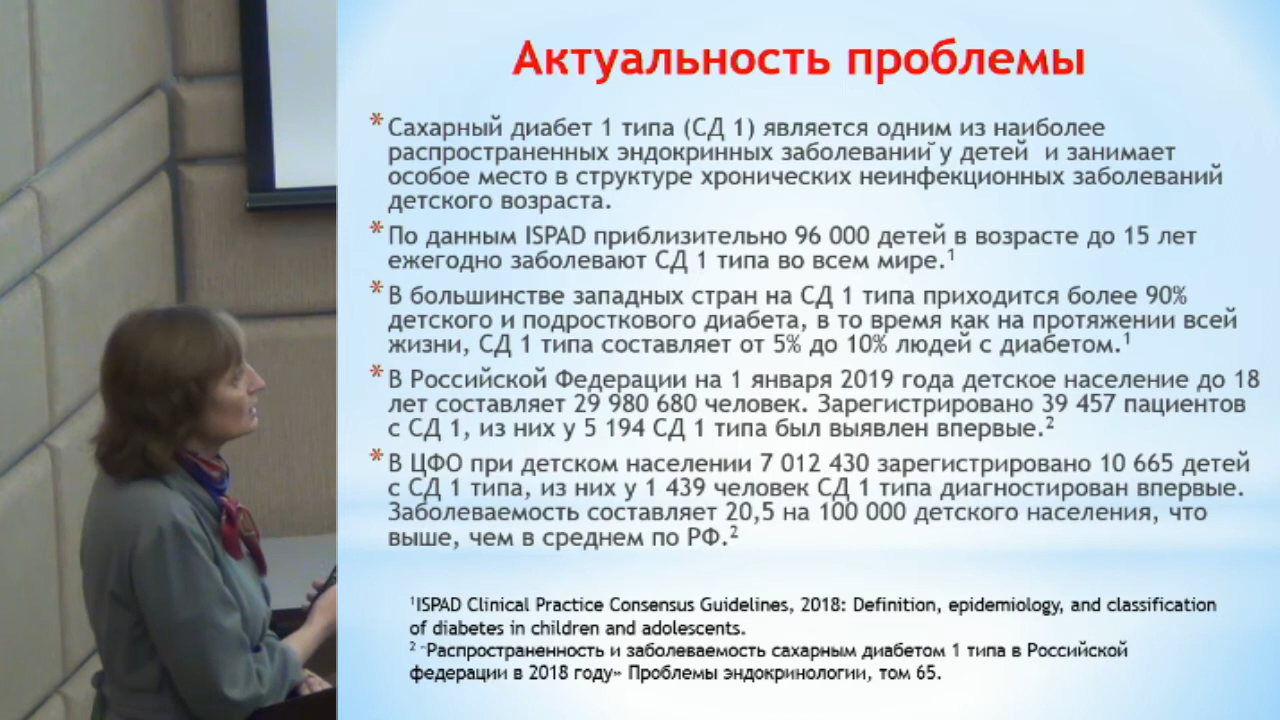 Актуальность проблемы
* Сахарный диабет 1 типа (СД 1) является одним из наиболее
распространенных эндокринных заболеваний у детей и занимает
особое место в структуре хронических неинфекционных заболеваний
детского возраста.
* По данным ISPAD приблизительно 96 000 детей в возрасте до 15 лет
ежегодно заболевают СД 1 типа во всем мире.¹
* В большинстве западных стран на СД 1 типа приходится более 90%
детского и подросткового диабета, в то время как на протяжении всей
жизни, СД 1 типа составляет от 5% до 10% людей с диабетом.¹
* В Российской Федерации на 1 января 2019 года детское население до 18
лет составляет 29 980 680 человек. Зарегистрировано 39 457 пациентов
с СД 1, из них у 5 194 СД 1 типа был выявлен впервые.²
* В ЦФО при детском населении 7 012 430 зарегистрировано 10 665 детей
с СД 1 типа, из них у 1 439 человек СД 1 типа диагностирован впервые.
Заболеваемость составляет 20,5 на 100 000 детского населения, что
выше, чем в среднем по РФ.²
¹ISPAD Clinical Practice Consensus Guidelines, 2018: Definition, epidemiology, and classification
of diabetes in children and adolescents.
² "Распространенность и заболеваемость сахарным диабетом 1 типа в Российской
федерации в 2018 году» Проблемы эндокринологии, том 65.